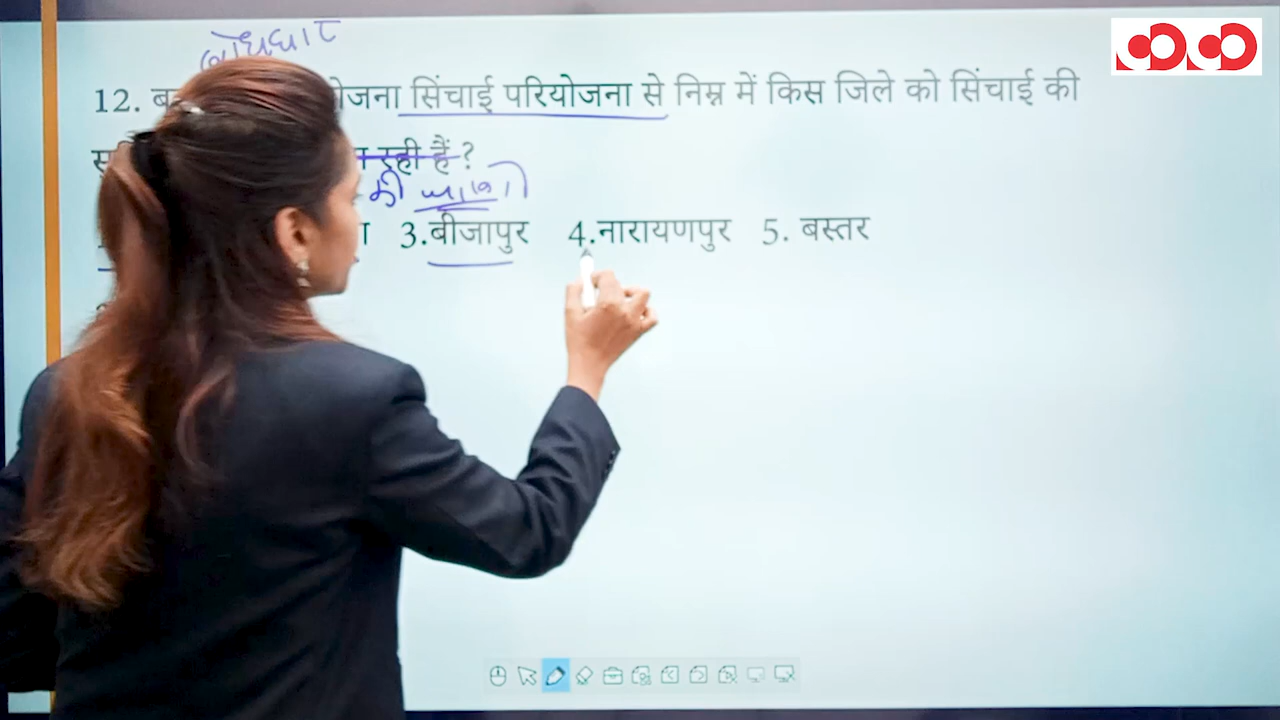 बोधघाट
12. ब ोजना सिंचाई परियोजना से निम्न में किस जिले को सिंचाई की
रही हैं ?
की जानी
3.बीजापुर 4.नारायणपुर 5. बस्तर